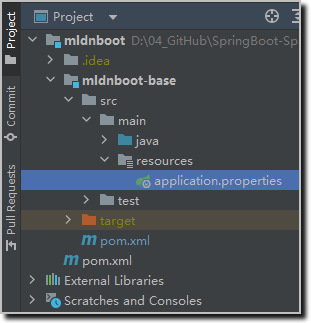 Project
mldnboot D:\04_GitHub\SpringBoot-Sp
.idea
mldnboot-base
src
main
java
resources
application.properties
test
target
pom.xml
pom.xml
External Libraries
Scratches and Consoles
Project
Commit
Pull Requests